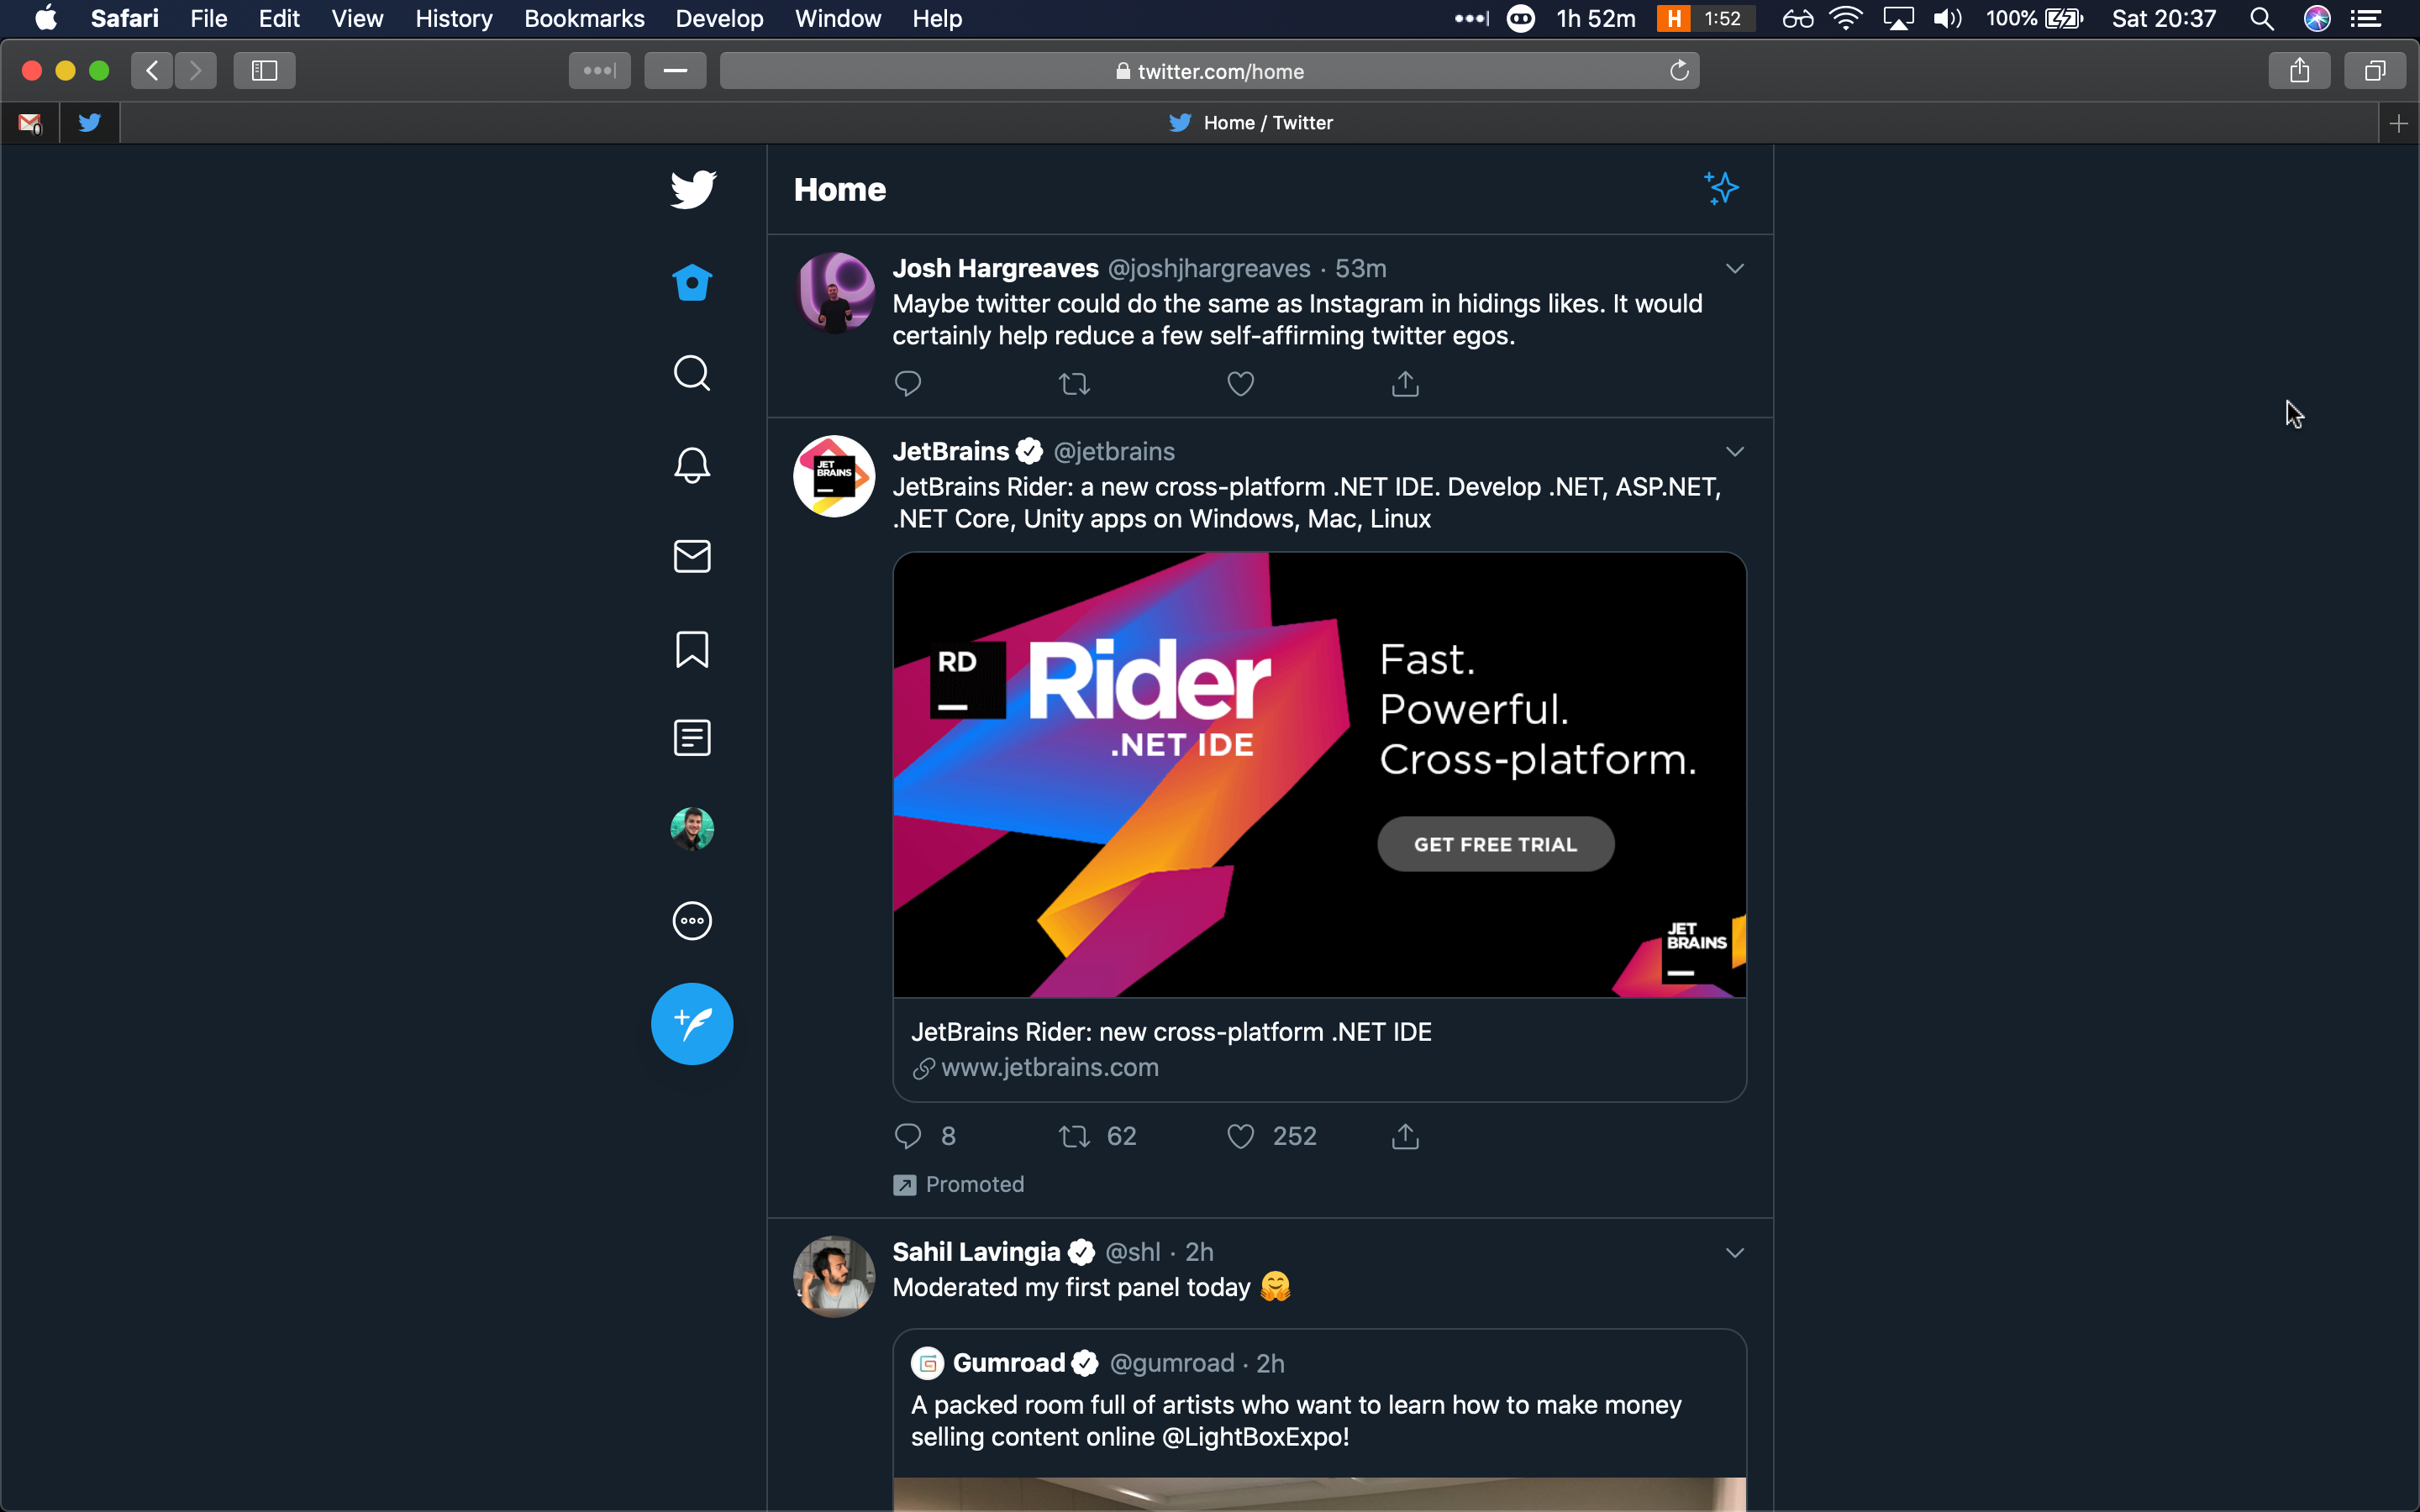 Safari File Edit View History Bookmarks Develop Window Help 1h 52m H 1:52 100% Sat 20:37
twitter.com/home
0
Home / Twitter
Home
Josh Hargreaves @joshjhargreaves · 53m
Maybe twitter could do the same as Instagram in hidings likes. It would
certainly help reduce a few self-affirming twitter egos.
JET
BRAINS
JetBrains @jetbrains
JetBrains Rider: a new cross-platform .NET IDE. Develop .NET, ASP.NET,
.NET Core, Unity apps on Windows, Mac, Linux
RD
Rider
.NET IDE
Fast.
Powerful.
Cross-platform.
GET FREE TRIAL
JET
BRAINS
JetBrains Rider: new cross-platform .NET IDE
www.jetbrains.com
8 62 252
Promoted
Sahil Lavingia @shl · 2h
Moderated my first panel today 🤗
Gumroad @gumroad · 2h
A packed room full of artists who want to learn how to make money
selling content online @LightBoxExpo!